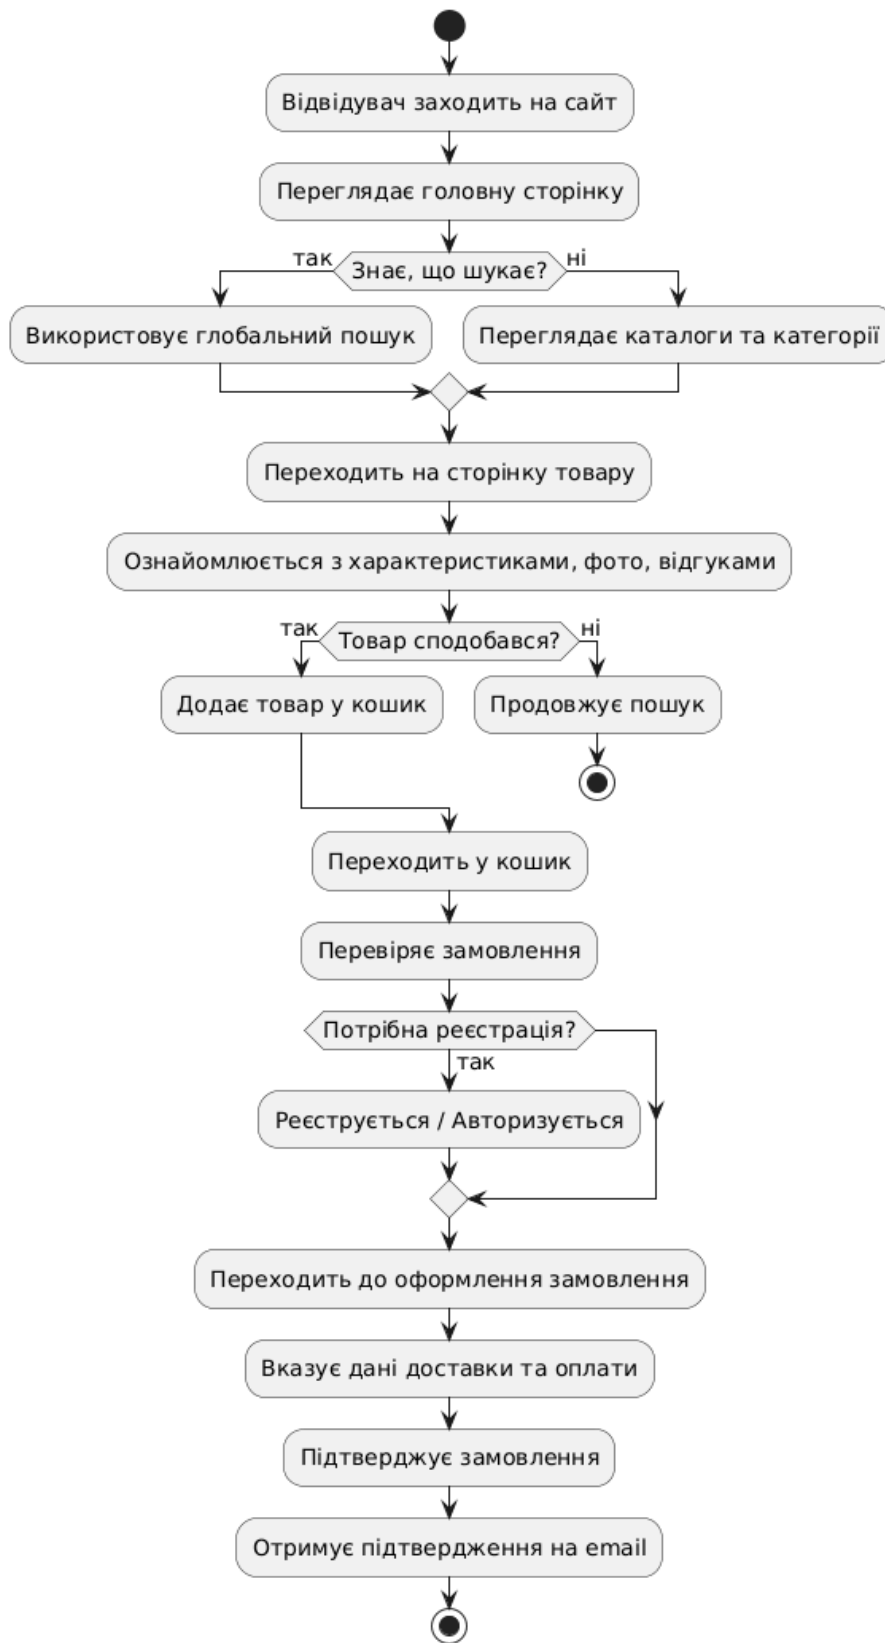 Відвідувач заходить на сайт
Переглядає головну сторінку
так
Знає, що шукає?
ні
Використовує глобальний пошук
Переглядає каталоги та категорії
Переходить на сторінку товару
Ознайомлюється з характеристиками, фото, відгуками
так
Товар сподобався?
ні
Додає товар у кошик
Продовжує пошук
Переходить у кошик
Перевіряє замовлення
Потрібна реєстрація?
так
Реєструється / Авторизується
Переходить до оформлення замовлення
Вказує дані доставки та оплати
Підтверджує замовлення
Отримує підтвердження на email